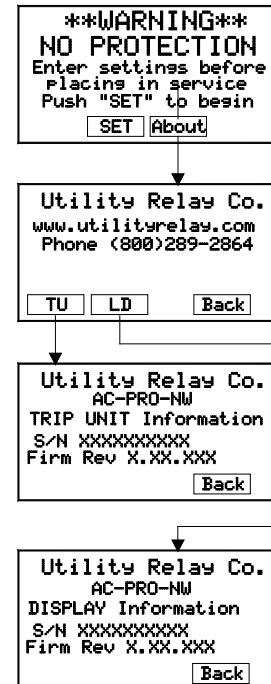 **WARNING**
NO PROTECTION
Enter settings before
placing in service
Push "SET" to begin
SET About
Utility Relay Co.
www.utilityrelay.com
Phone (800)289-2864
TU LD Back
Utility Relay Co.
AC-PRO-NW
TRIP UNIT Information
S/N XXXXXXXXXX
Firm Rev X.XX.XXX
Back
Utility Relay Co.
AC-PRO-NW
DISPLAY Information
S/N XXXXXXXXXX
Firm Rev X.XX.XXX
Back